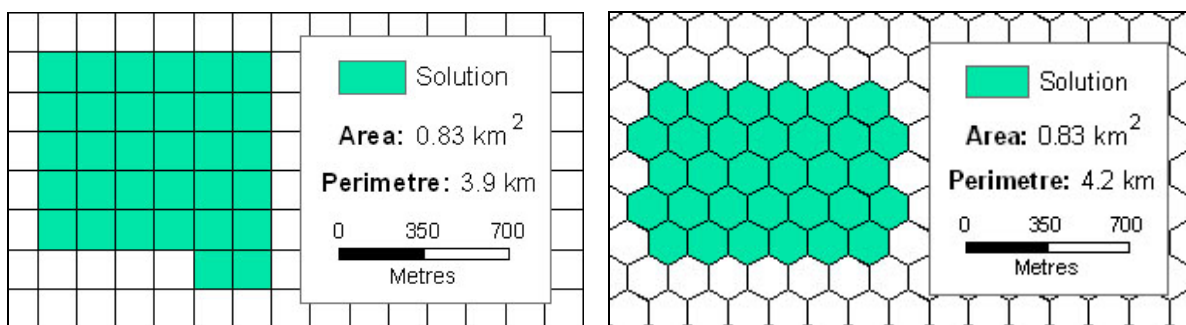 Solution
Area: 0.83 km²
Perimetre: 3.9 km
0 350 700
Metres
Solution
Area: 0.83 km²
Perimetre: 4.2 km
0 350 700
Metres